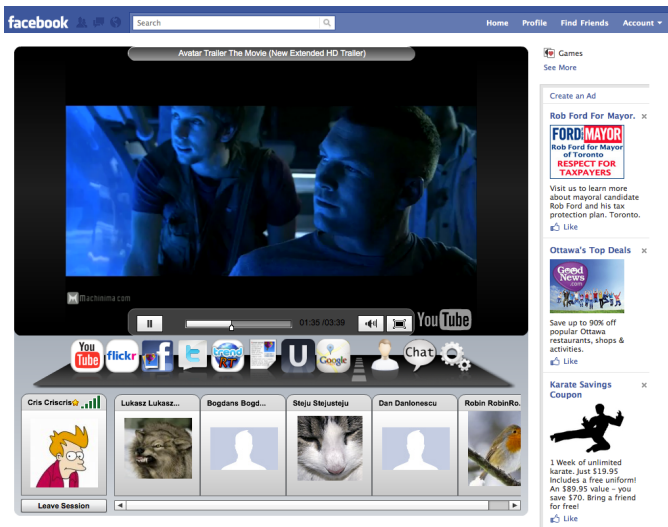 facebook
Search
Home Profile Find Friends Account
Avatar Trailer The Movie (New Extended HD Trailer)
Machinima.com
01:35 /03:39
YouTube
You
Tube
flickr
f
t
trend
RT
U
Google
Chat
Cris Criscris
Lukasz Lukasz...
Bogdans Bogd...
Steju Stejusteju
Dan Danlonescu
Robin RobinRo.
Leave Session
Games
See More
Create an Ad
Rob Ford For Mayor. ×
FORD FOR MAYOR
Rob Ford for Mayor
of Toronto
RESPECT FOR
TAXPAYERS
Visit us to learn more
about mayoral candidate
Rob Ford and his tax
protection plan. Toronto.
Like
Ottawa's Top Deals ×
Good
News
.com
Save up to 90% off
popular Ottawa
restaurants, shops &
activities.
Like
Karate Savings ×
Coupon
1 Week of unlimited
karate. Just $19.95
Includes a free uniform!
An $89.95 value – you
save $70. Bring a friend
for free!
Like